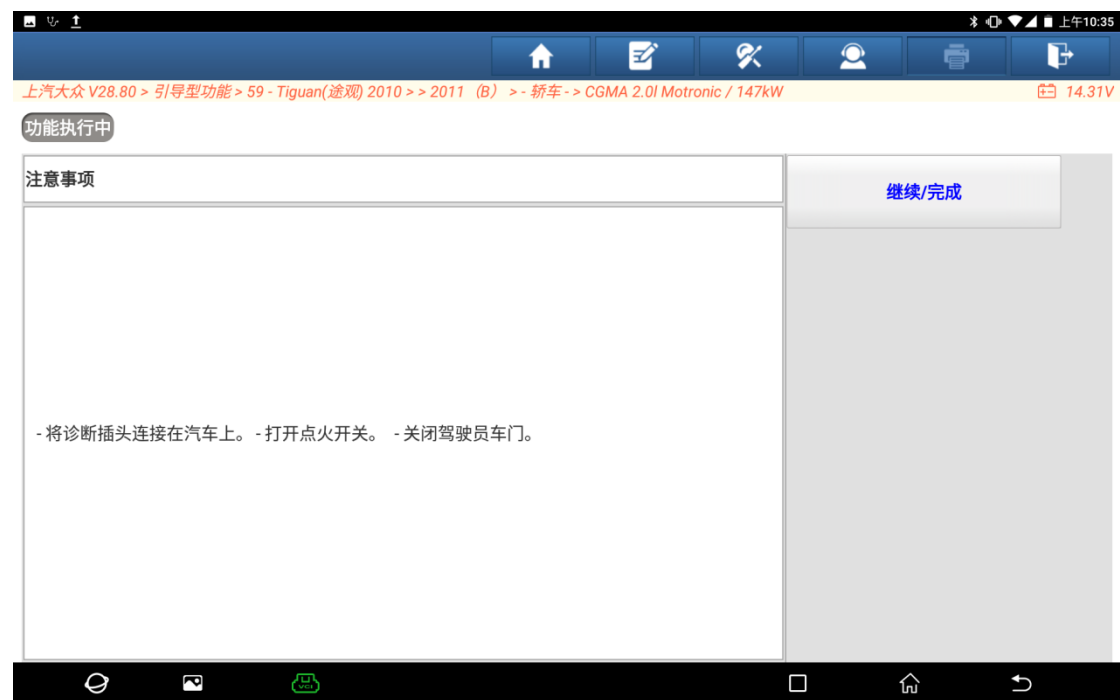 上午10:35
上汽大众 V28.80 > 引导型功能 > 59 - Tiguan(途观) 2010 > > 2011（B） > - 轿车 - > CGMA 2.0l Motronic / 147kW
14.31V
功能执行中
注意事项
继续/完成
- 将诊断插头连接在汽车上。 - 打开点火开关。 - 关闭驾驶员车门。
VCI